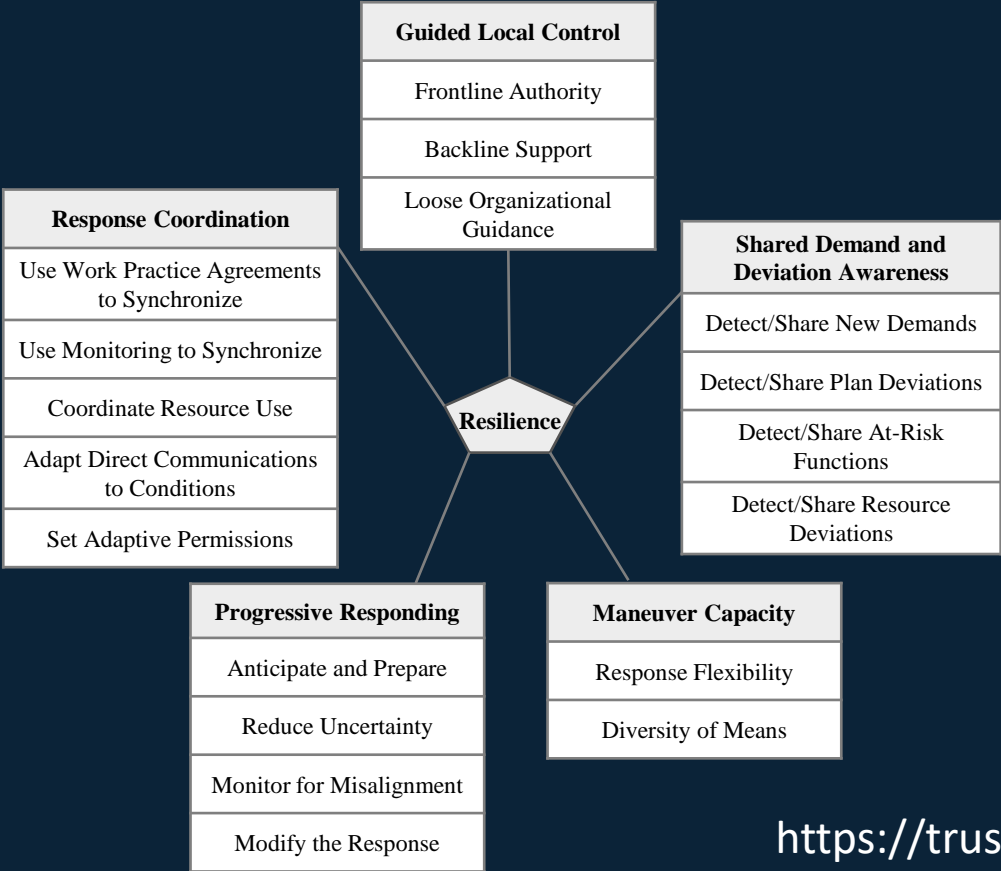 Guided Local Control
Frontline Authority
Backline Support
Loose Organizational
Guidance
Response Coordination
Use Work Practice Agreements
to Synchronize
Use Monitoring to Synchronize
Coordinate Resource Use
Adapt Direct Communications
to Conditions
Set Adaptive Permissions
Shared Demand and
Deviation Awareness
Detect/Share New Demands
Detect/Share Plan Deviations
Detect/Share At-Risk
Functions
Detect/Share Resource
Deviations
Resilience
Progressive Responding
Anticipate and Prepare
Reduce Uncertainty
Monitor for Misalignment
Modify the Response
Maneuver Capacity
Response Flexibility
Diversity of Means
https://trus